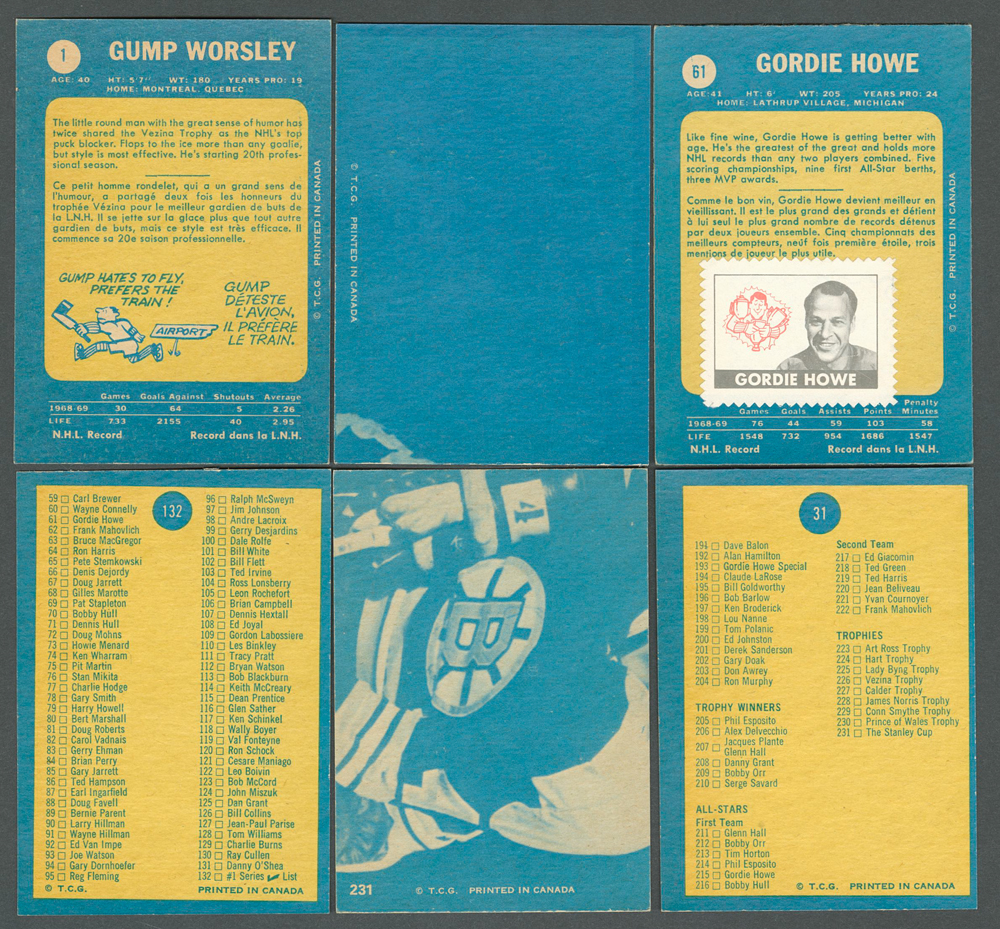 1
GUMP WORSLEY
AGE: 40 HT: 5'7" WT: 180 YEARS PRO: 19
HOME: MONTREAL, QUEBEC
The little round man with the great sense of humor has
twice shared the Vezina Trophy as the NHL's top
puck blocker. Flops to the ice more than any goalie,
but style is most effective. He's starting 20th profes-
sional season.
Ce petit homme rondelet, qui a un grand sens de
l'humour, a partagé deux fois les honneurs du
trophée Vézina pour le meilleur gardien de buts de
la L.N.H. Il se jette sur la glace plus que tout autre
gardien de buts, mais ce style est très efficace. Il
commence sa 20e saison professionnelle.
GUMP HATES TO FLY,
PREFERS THE
TRAIN!
AIRPORT
GUMP
DÉTESTE
L'AVION,
IL PRÉFÈRE
LE TRAIN.
Games Goals Against Shutouts Average
1968-69 30 64 5 2.26
LIFE 733 2155 40 2.95
N.H.L. Record Record dans la L.N.H.
© T.C.G. PRINTED IN CANADA
© T.C.G. PRINTED IN CANADA
61
GORDIE HOWE
AGE: 41 HT: 6' WT: 205 YEARS PRO: 24
HOME: LATHRUP VILLAGE, MICHIGAN
Like fine wine, Gordie Howe is getting better with
age. He's the greatest of the great and holds more
NHL records than any two players combined. Five
scoring championships, nine first All-Star berths,
three MVP awards.
Comme le bon vin, Gordie Howe devient meilleur en
vieillissant. Il est le plus grand des grands et détient
à lui seul le plus grand nombre de records détenus
par deux joueurs ensemble. Cinq championnats des
meilleurs compteurs, neuf fois première étoile, trois
mentions de joueur le plus utile.
GORDIE HOWE
Games Goals Assists Points Penalty Minutes
1968-69 76 44 59 103 58
LIFE 1548 732 954 1686 1547
N.H.L. Record Record dans la L.N.H.
© T.C.G. PRINTED IN CANADA
132
59 Carl Brewer
60 Wayne Connelly
61 Gordie Howe
62 Frank Mahovlich
63 Bruce MacGregor
64 Ron Harris
65 Pete Stemkowski
66 Denis Dejordy
67 Doug Jarrett
68 Gilles Marotte
69 Pat Stapleton
70 Bobby Hull
71 Dennis Hull
72 Doug Mohns
73 Howie Menard
74 Ken Wharram
75 Pit Martin
76 Stan Mikita
77 Charlie Hodge
78 Gary Smith
79 Harry Howell
80 Bert Marshall
81 Doug Roberts
82 Carol Vadnais
83 Gerry Ehman
84 Brian Perry
85 Gary Jarrett
86 Ted Hampson
87 Earl Ingarfield
88 Doug Favell
89 Bernie Parent
90 Larry Hillman
91 Wayne Hillman
92 Ed Van Impe
93 Joe Watson
94 Gary Dornhoefer
95 Reg Fleming
96 Ralph McSweyn
97 Jim Johnson
98 Andre Lacroix
99 Gerry Desjardins
100 Dale Rolfe
101 Bill White
102 Bill Flett
103 Ted Irvine
104 Ross Lonsberry
105 Leon Rochefort
106 Brian Campbell
107 Dennis Hextall
108 Ed Joyal
109 Gordon Labossiere
110 Les Binkley
111 Tracy Pratt
112 Bryan Watson
113 Bob Blackburn
114 Keith McCreary
115 Dean Prentice
116 Glen Sather
117 Ken Schinkel
118 Wally Boyer
119 Val Fonteyne
120 Ron Schock
121 Cesare Maniago
122 Leo Boivin
123 Bob McCord
124 John Miszuk
125 Dan Grant
126 Bill Collins
127 Jean-Paul Parise
128 Tom Williams
129 Charlie Burns
130 Ray Cullen
131 Danny O'Shea
132 #1 Series List
© T.C.G. PRINTED IN CANADA
4
B
231 © T.C.G. PRINTED IN CANADA
31
191 Dave Balon
192 Alan Hamilton
193 Gordie Howe Special
194 Claude LaRose
195 Bill Goldworthy
196 Bob Barlow
197 Ken Broderick
198 Lou Nanne
199 Tom Polanic
200 Ed Johnston
201 Derek Sanderson
202 Gary Doak
203 Don Awrey
204 Ron Murphy
TROPHY WINNERS
205 Phil Esposito
206 Alex Delvecchio
207 Jacques Plante
Glenn Hall
208 Danny Grant
209 Bobby Orr
210 Serge Savard
ALL-STARS
First Team
211 Glenn Hall
212 Bobby Orr
213 Tim Horton
214 Phil Esposito
215 Gordie Howe
216 Bobby Hull
Second Team
217 Ed Giacomin
218 Ted Green
219 Ted Harris
220 Jean Beliveau
221 Yvan Cournoyer
222 Frank Mahovlich
TROPHIES
223 Art Ross Trophy
224 Hart Trophy
225 Lady Byng Trophy
226 Vezina Trophy
227 Calder Trophy
228 James Norris Trophy
229 Conn Smythe Trophy
230 Prince of Wales Trophy
231 The Stanley Cup
© T.C.G. PRINTED IN CANADA